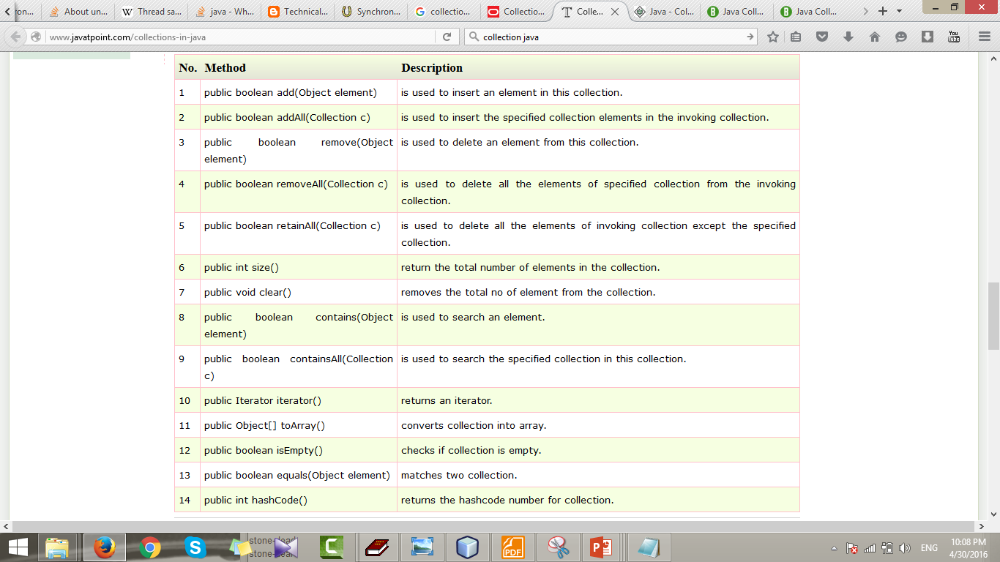 ron...
About un...
Thread sa...
java - Wh...
Technical...
Synchron...
collectio...
Collectio...
Colle...
Java - Col...
Java Coll...
Java Coll...
www.javatpoint.com/collections-in-java
collection java
You Tube
No. Method Description
1 public boolean add(Object element) is used to insert an element in this collection.
2 public boolean addAll(Collection c) is used to insert the specified collection elements in the invoking collection.
3 public boolean remove(Object is used to delete an element from this collection.
element)
4 public boolean removeAll(Collection c) is used to delete all the elements of specified collection from the invoking
collection.
5 public boolean retainAll(Collection c) is used to delete all the elements of invoking collection except the specified
collection.
6 public int size() return the total number of elements in the collection.
7 public void clear() removes the total no of element from the collection.
8 public boolean contains(Object is used to search an element.
element)
9 public boolean containsAll(Collection is used to search the specified collection in this collection.
c)
10 public Iterator iterator() returns an iterator.
11 public Object[] toArray() converts collection into array.
12 public boolean isEmpty() checks if collection is empty.
13 public boolean equals(Object element) matches two collection.
14 public int hashCode() returns the hashcode number for collection.
stone-dead
stone-dead
PDF
ENG
10:08 PM
4/30/2016